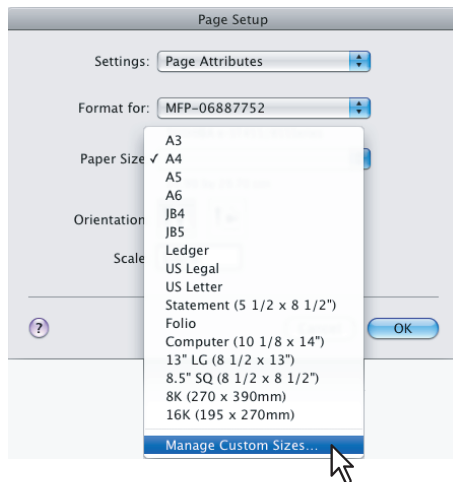 Page Setup
Settings: Page Attributes
Format for: MFP-06887752
Paper Size ✓ A4
A3
A5
A6
JB4
JB5
Orientation
Ledger
Scale
US Legal
US Letter
Statement (5 1/2 x 8 1/2")
Folio
Computer (10 1/8 x 14")
13" LG (8 1/2 x 13")
8.5" SQ (8 1/2 x 8 1/2")
8K (270 x 390mm)
16K (195 x 270mm)
Manage Custom Sizes...
?
Cancel
OK